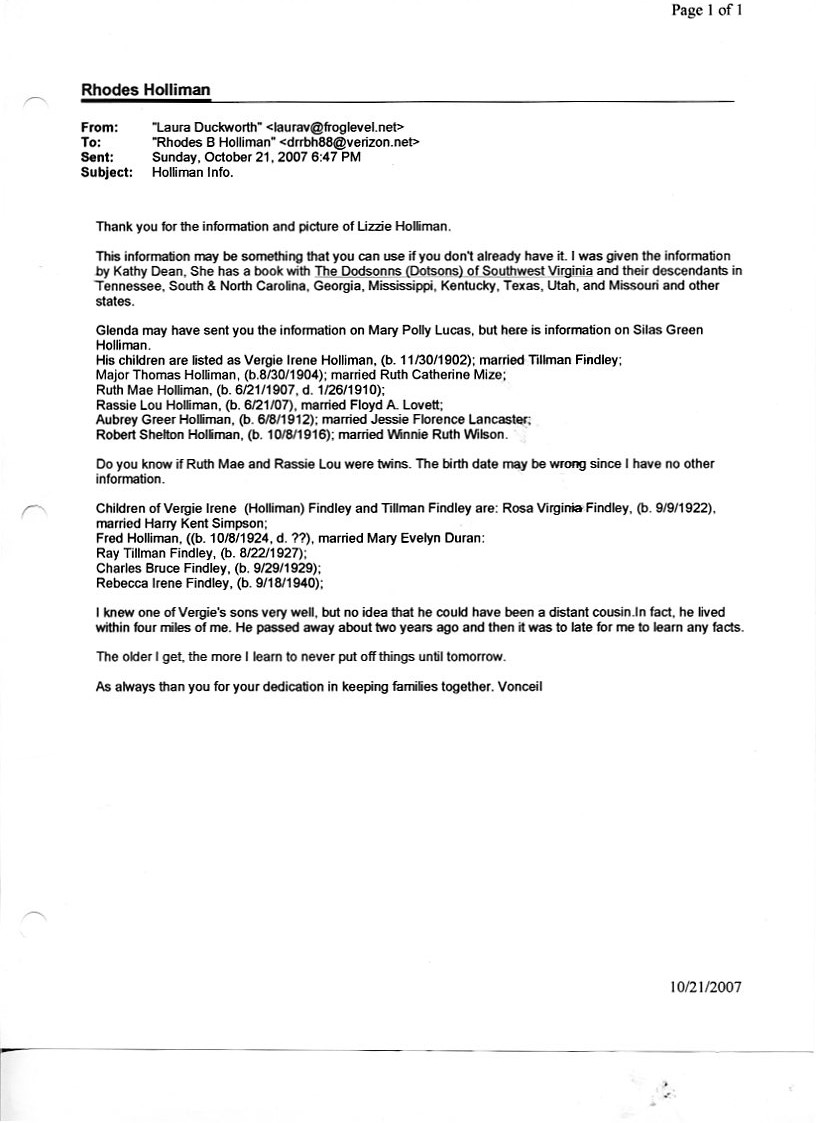 Page 1 of 1
Rhodes Holliman
From: "Laura Duckworth" <laurav@froglevel.net>
To: "Rhodes B Holliman" <drrbh88@verizon.net>
Sent: Sunday, October 21, 2007 6:47 PM
Subject: Holliman Info.
Thank you for the information and picture of Lizzie Holliman.
This information may be something that you can use if you don't already have it. I was given the information
by Kathy Dean, She has a book with The Dodsonns (Dotsons) of Southwest Virginia and their descendants in
Tennessee, South & North Carolina, Georgia, Mississippi, Kentucky, Texas, Utah, and Missouri and other
states.
Glenda may have sent you the information on Mary Polly Lucas, but here is information on Silas Green
Holliman.
His children are listed as Vergie Irene Holliman, (b. 11/30/1902); married Tillman Findley;
Major Thomas Holliman, (b.8/30/1904); married Ruth Catherine Mize;
Ruth Mae Holliman, (b. 6/21/1907, d. 1/26/1910);
Rassie Lou Holliman, (b. 6/21/07), married Floyd A. Lovett;
Aubrey Greer Holliman, (b. 6/8/1912); married Jessie Florence Lancaster;
Robert Shelton Holliman, (b. 10/8/1916); married Winnie Ruth Wilson.
Do you know if Ruth Mae and Rassie Lou were twins. The birth date may be wrong since I have no other
information.
Children of Vergie Irene (Holliman) Findley and Tillman Findley are: Rosa Virginia Findley, (b. 9/9/1922),
married Harry Kent Simpson;
Fred Holliman, ((b. 10/8/1924, d. ??), married Mary Evelyn Duran:
Ray Tillman Findley, (b. 8/22/1927);
Charles Bruce Findley, (b. 9/29/1929);
Rebecca Irene Findley, (b. 9/18/1940);
I knew one of Vergie's sons very well, but no idea that he could have been a distant cousin.In fact, he lived
within four miles of me. He passed away about two years ago and then it was to late for me to learn any facts.
The older I get, the more I learn to never put off things until tomorrow.
As always than you for your dedication in keeping families together. Vonceil
10/21/2007